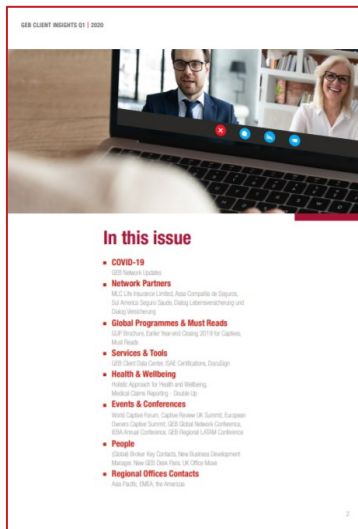 GEB CLIENT INSIGHTS Q1 | 2020
In this issue
COVID-19
GEB Network Updates
Network Partners
MLC Life Insurance Limited, Assa Compañía de Seguros,
Sul America Seguro Saude, Dialog Lebensversicherung und
Dialog Versicherung
Global Programmes & Must Reads
GUP Brochure, Earlier Year-end Closing 2019 for Captives,
Must Reads
Services & Tools
GEB Client Data Center, ISAE Certifications, DocuSign
Health & Wellbeing
Holistic Approach for Health and Wellbeing,
Medical Claims Reporting - Double Up
Events & Conferences
World Captive Forum, Captive Review UK Summit, European
Owners Captive Summit, GEB Global Network Conference,
IEBA Annual Conference, GEB Regional LATAM Conference
People
(Global) Broker Key Contacts, New Business Development
Manager, New GEB Desk Peru, UK Office Move
Regional Offices Contacts
Asia Pacific, EMEA, the Americas
2